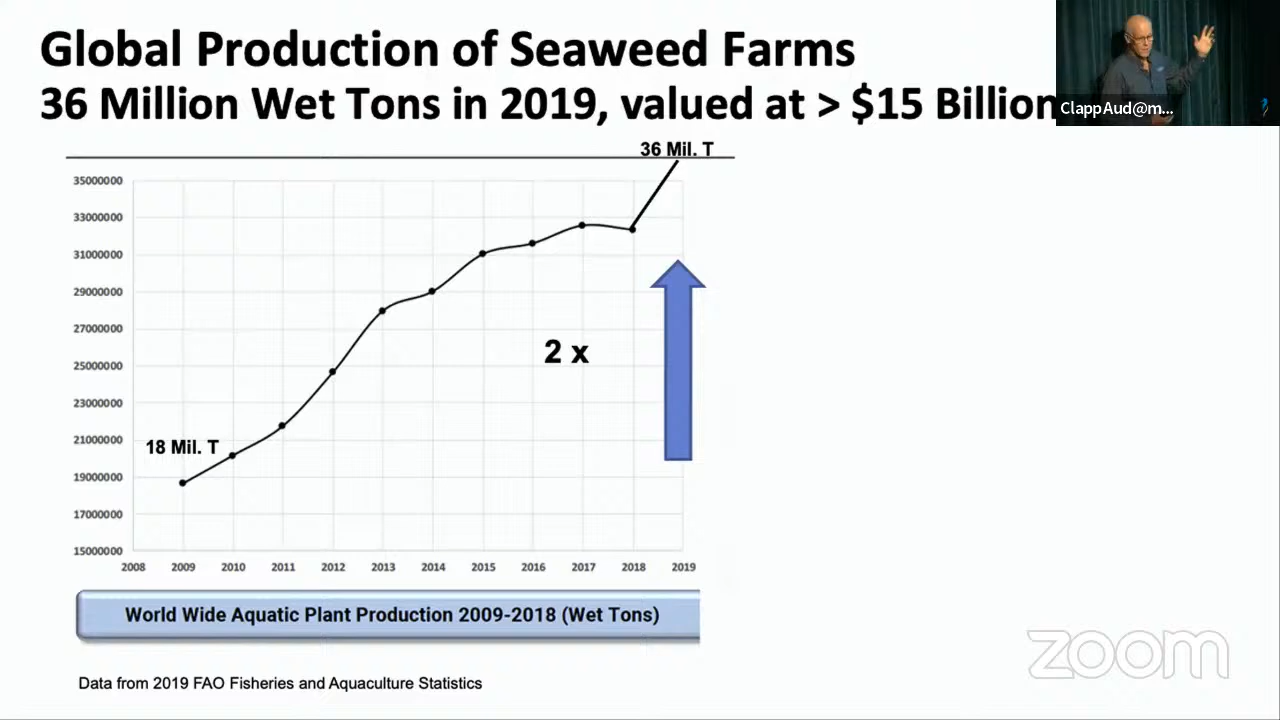 Global Production of Seaweed Farms
36 Million Wet Tons in 2019, valued at > $15 Billion
ClappAud@m...
36 Mil. T
35000000
33000000
31000000
29000000
27000000
25000000
23000000
21000000
19000000
17000000
15000000
2 x
18 Mil. T
2008 2009 2010 2011 2012 2013 2014 2015 2016 2017 2018 2019
World Wide Aquatic Plant Production 2009-2018 (Wet Tons)
zoom
Data from 2019 FAO Fisheries and Aquaculture Statistics